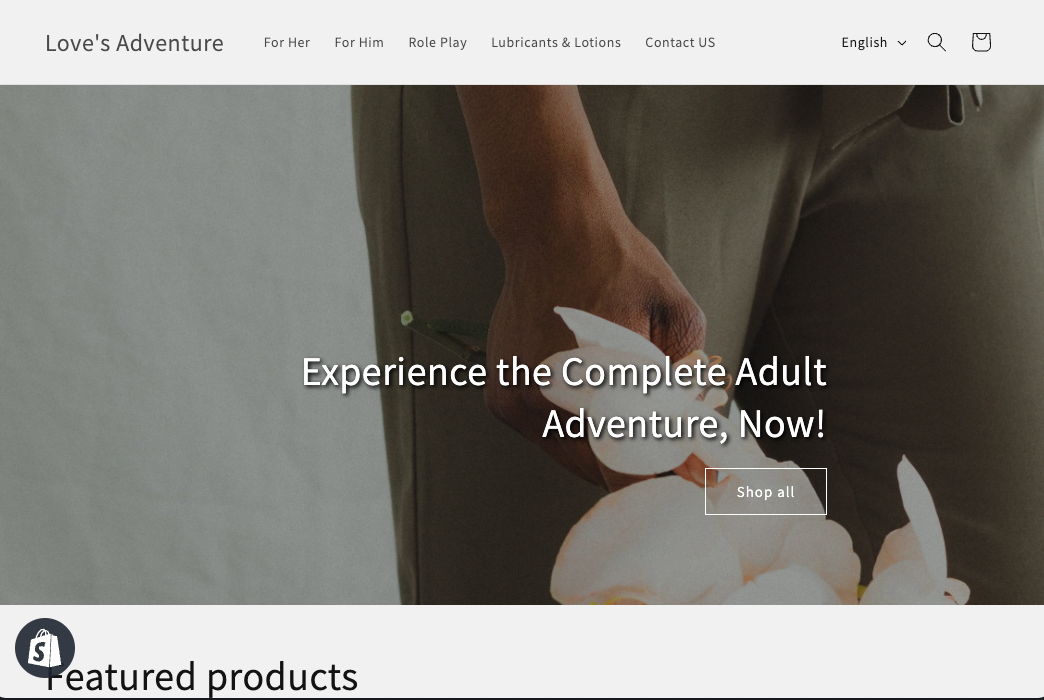 Love's Adventure
For Her
For Him
Role Play
Lubricants & Lotions
Contact US
English
Experience the Complete Adult
Adventure, Now!
Shop all
S
Featured products